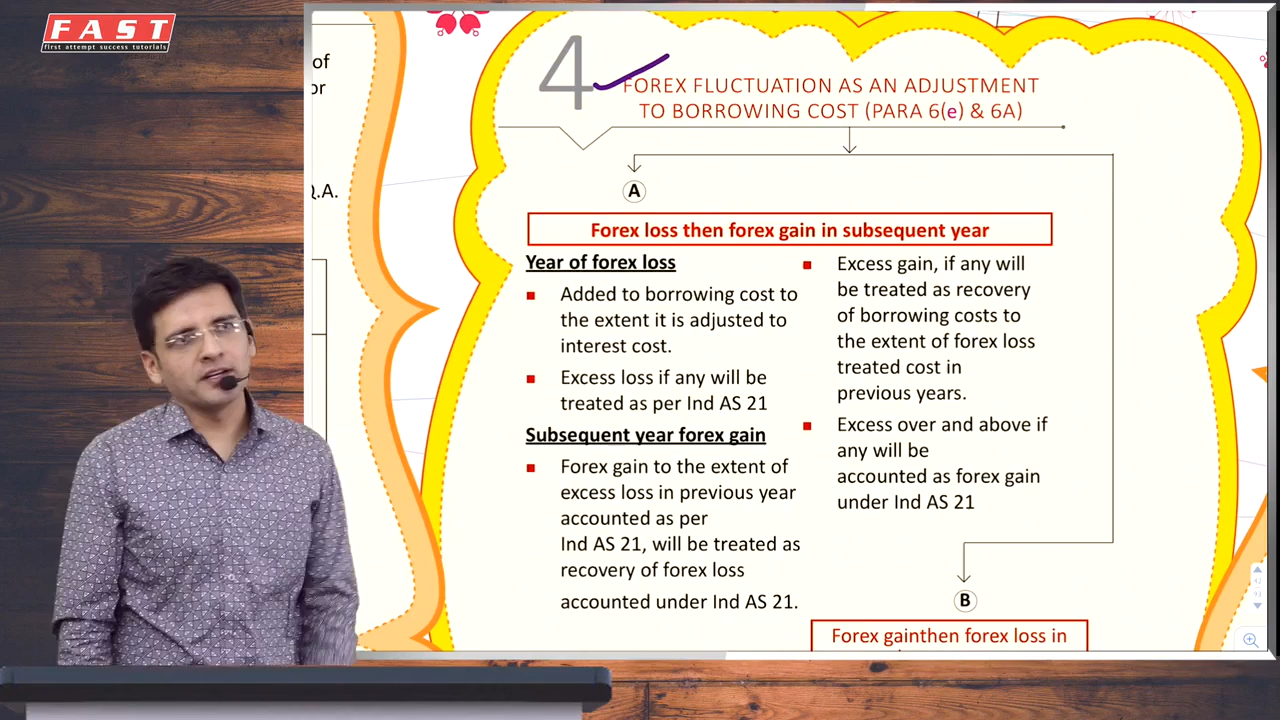 FAST
first attempt success tutorials
of
or
Q.A.
4
FOREX FLUCTUATION AS AN ADJUSTMENT
TO BORROWING COST (PARA 6(e) & 6A)
A
Forex loss then forex gain in subsequent year
Year of forex loss
Added to borrowing cost to
the extent it is adjusted to
interest cost.
Excess loss if any will be
treated as per Ind AS 21
Subsequent year forex gain
Forex gain to the extent of
excess loss in previous year
accounted as per
Ind AS 21, will be treated as
recovery of forex loss
accounted under Ind AS 21.
Excess gain, if any will
be treated as recovery
of borrowing costs to
the extent of forex loss
treated cost in
previous years.
Excess over and above if
any will be
accounted as forex gain
under Ind AS 21
B
Forex gainthen forex loss in